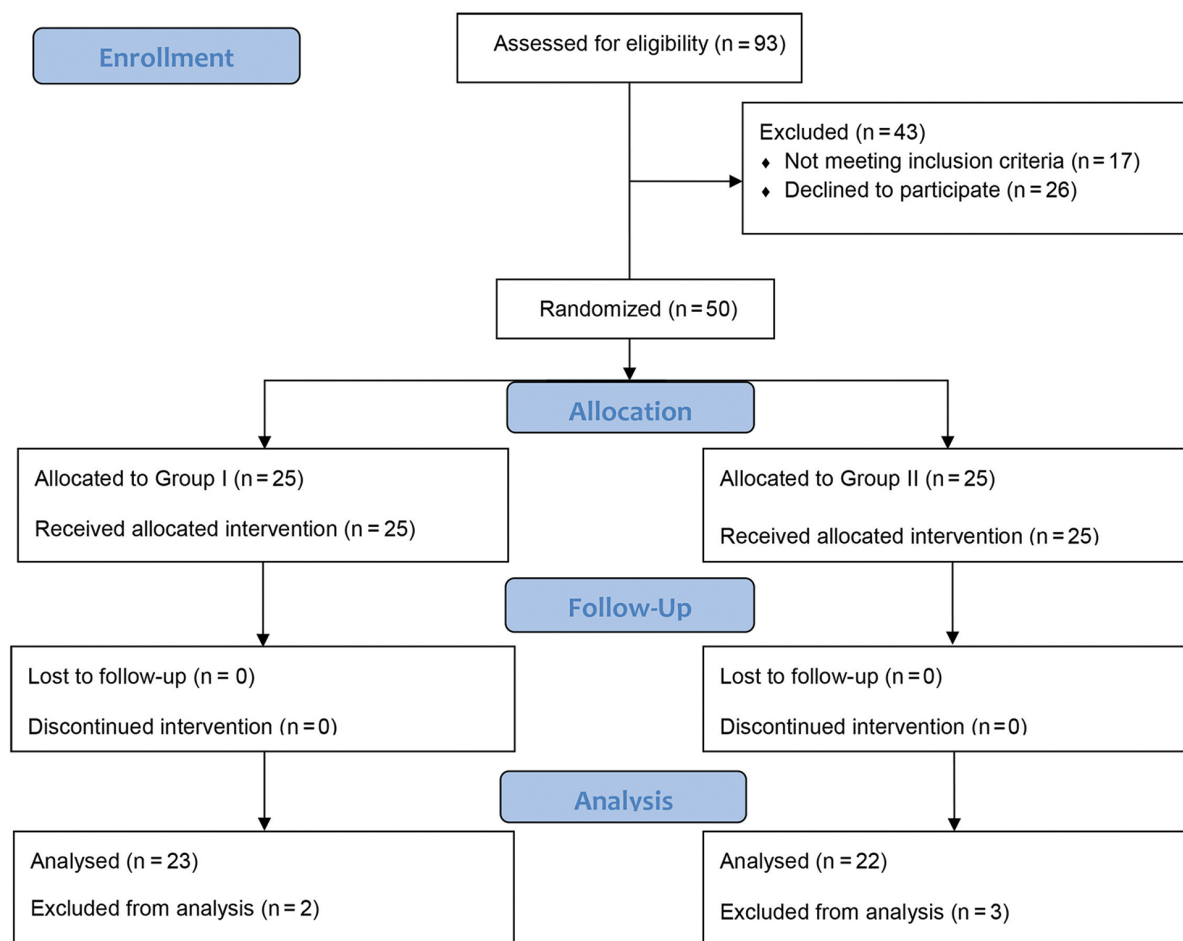 Enrollment
Assessed for eligibility (n = 93)
Excluded (n = 43)
♦ Not meeting inclusion criteria (n = 17)
♦ Declined to participate (n = 26)
Randomized (n = 50)
Allocation
Allocated to Group I (n = 25)
Received allocated intervention (n = 25)
Allocated to Group II (n = 25)
Received allocated intervention (n = 25)
Follow-Up
Lost to follow-up (n = 0)
Discontinued intervention (n = 0)
Lost to follow-up (n = 0)
Discontinued intervention (n = 0)
Analysis
Analysed (n = 23)
Excluded from analysis (n = 2)
Analysed (n = 22)
Excluded from analysis (n = 3)